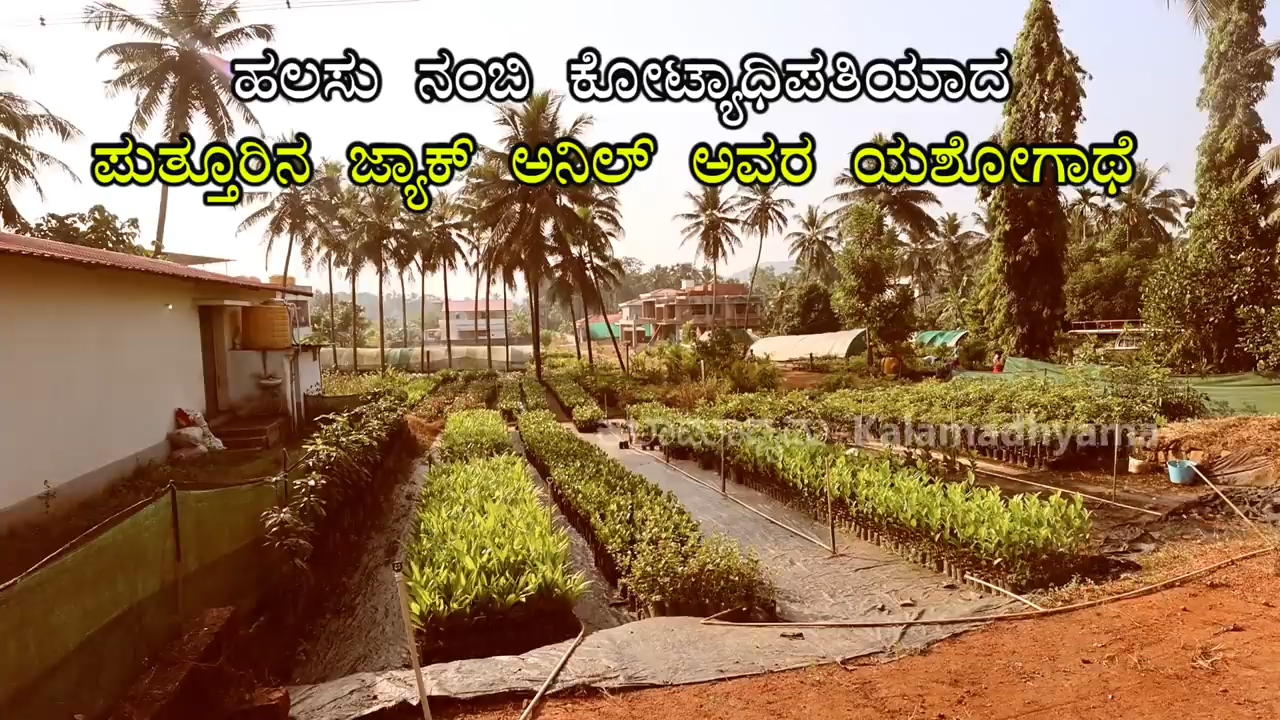 ಹಲಸು ನಂಬಿ ಕೋಟ್ಯಾಧಿಪತಿಯಾದ
ಪುತ್ತೂರಿನ ಜ್ಯಾಕ್ ಅನಿಲ್ ಅವರ ಯಶೋಗಾಥೆ
Kalamadhyama